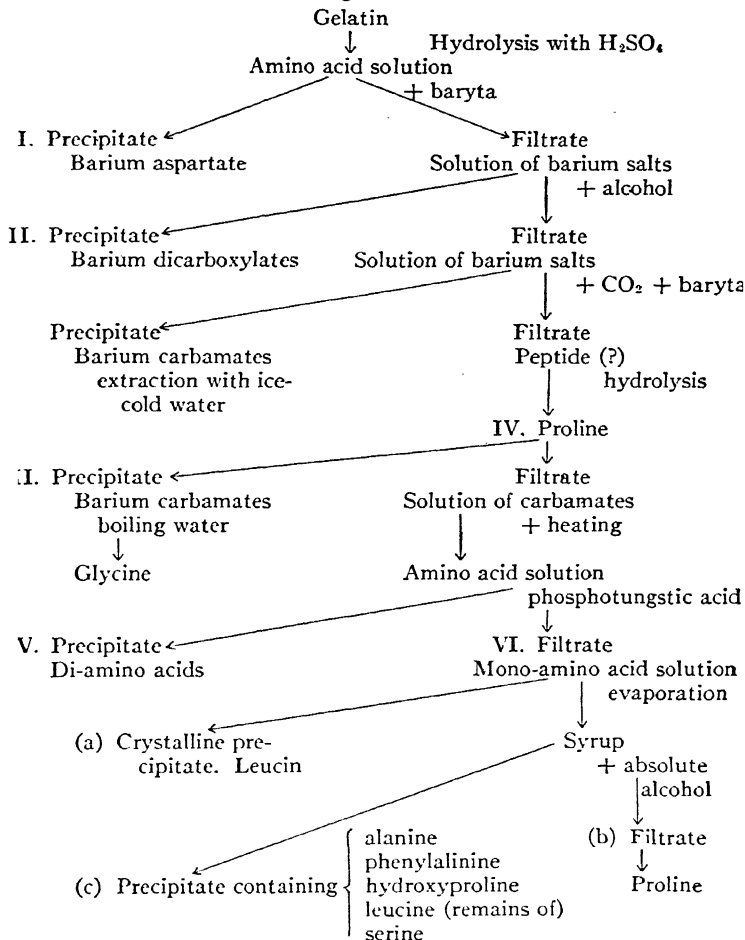 Gelatin
Hydrolysis with H₂SO₄
Amino acid solution
+ baryta
I. Precipitate Filtrate
Barium aspartate Solution of barium salts
+ alcohol
II. Precipitate Filtrate
Barium dicarboxylates Solution of barium salts
+ CO₂ + baryta
Precipitate Filtrate
Barium carbamates Peptide (?)
extraction with ice- hydrolysis
cold water
IV. Proline
II. Precipitate Filtrate
Barium carbamates Solution of carbamates
boiling water + heating
Glycine Amino acid solution
phosphotungstic acid
V. Precipitate VI. Filtrate
Di-amino acids Mono-amino acid solution
evaporation
(a) Crystalline pre- Syrup
cipitate. Leucin + absolute
alcohol
alanine (b) Filtrate
phenylalinine
(c) Precipitate containing { hydroxyproline Proline
leucine (remains of)
serine